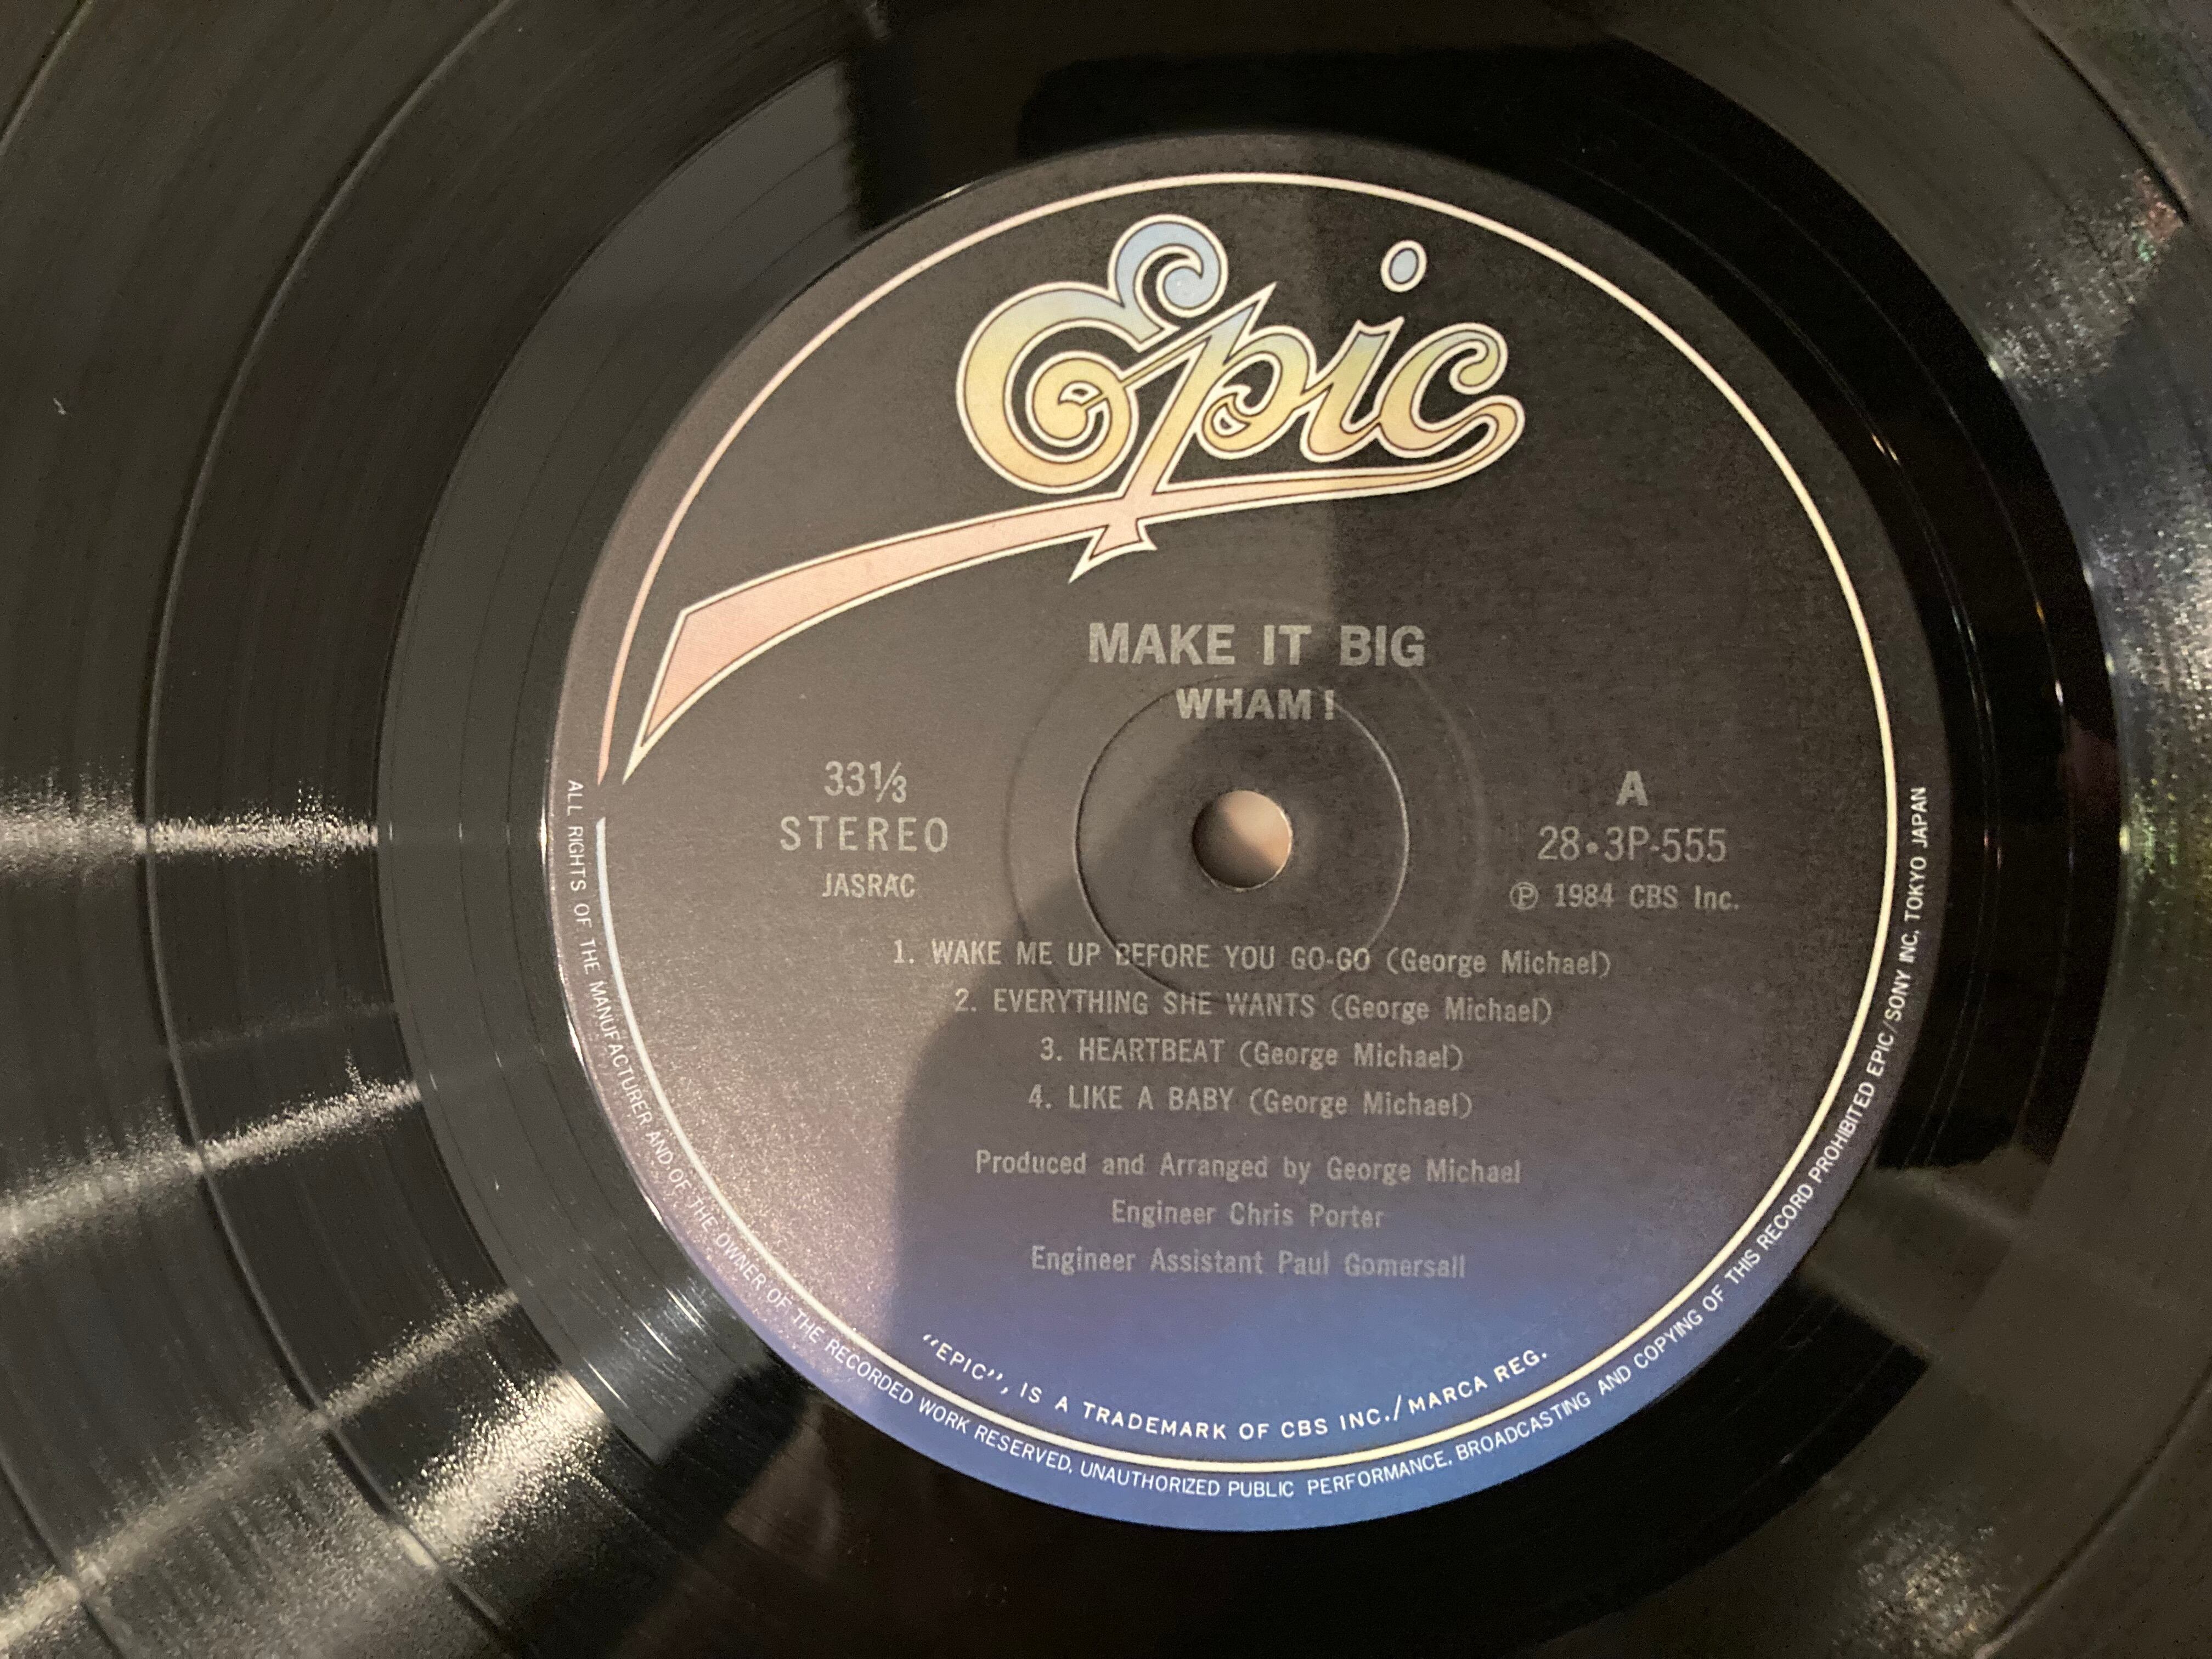 Epic
MAKE IT BIG
WHAM!
33⅓
STEREO
JASRAC
A
28•3P-555
Ⓟ 1984 CBS Inc.
1. WAKE ME UP BEFORE YOU GO-GO (George Michael)
2. EVERYTHING SHE WANTS (George Michael)
3. HEARTBEAT (George Michael)
4. LIKE A BABY (George Michael)
Produced and Arranged by George Michael
Engineer Chris Porter
Engineer Assistant Paul Gomersall
"EPIC", IS A TRADEMARK OF CBS INC./MARCA REG.
ALL RIGHTS OF THE MANUFACTURER AND OF THE OWNER OF THE RECORDED WORK RESERVED, UNAUTHORIZED PUBLIC PERFORMANCE, BROADCASTING AND COPYING OF THIS RECORD PROHIBITED EPIC/SONY INC. TOKYO JAPAN